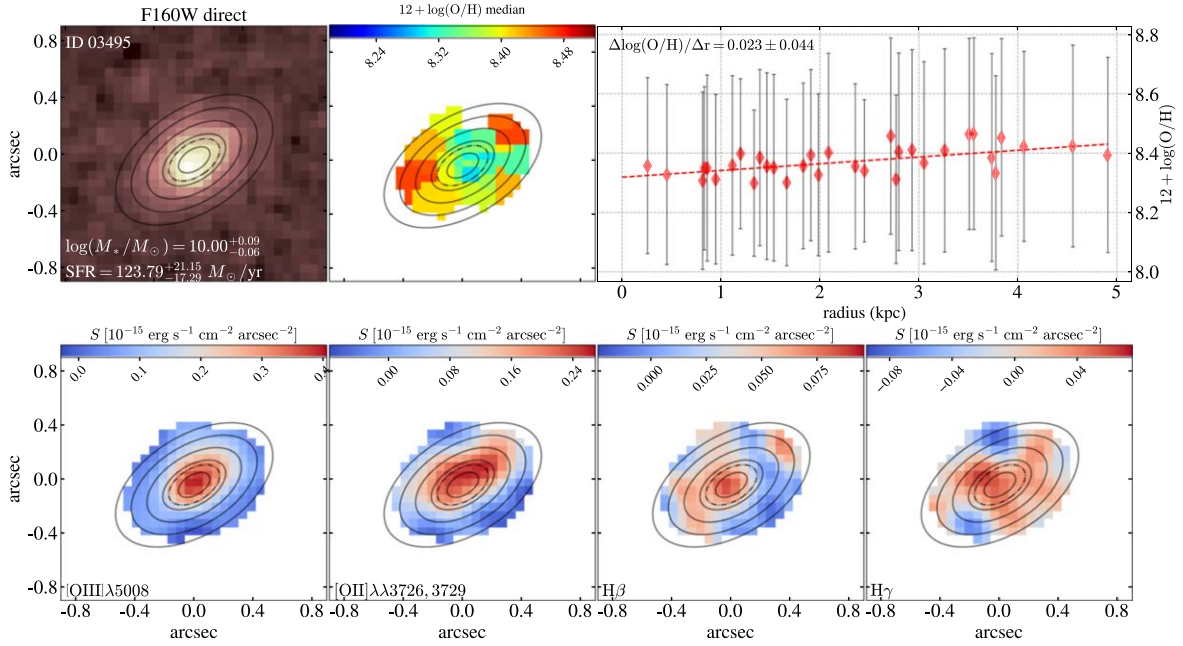 F160W direct
12 + log(O/H) median
8.24 8.32 8.40 8.48
ID 03495
log(M∗/M⊙) = 10.00 +0.09 −0.06
SFR = 123.79 +21.15 −17.29 M⊙/yr
0.8
0.4
0.0
-0.4
-0.8
arcsec
Δlog(O/H)/Δr = 0.023 ± 0.044
8.8
8.6
8.4
8.2
8.0
12 + log(O/H)
0 1 2 3 4 5
radius (kpc)
S [10⁻¹⁵ erg s⁻¹ cm⁻² arcsec⁻²]
0.0 0.1 0.2 0.3 0.4
S [10⁻¹⁵ erg s⁻¹ cm⁻² arcsec⁻²]
0.00 0.08 0.16 0.24
S [10⁻¹⁵ erg s⁻¹ cm⁻² arcsec⁻²]
0.000 0.025 0.050 0.075
S [10⁻¹⁵ erg s⁻¹ cm⁻² arcsec⁻²]
−0.08 −0.04 0.00 0.04
0.8
0.4
0.0
-0.4
-0.8
arcsec
[OIII]λ5008
[OII]λλ3726,3729
Hβ
Hγ
-0.8 -0.4 0.0 0.4 0.8
-0.8 -0.4 0.0 0.4 0.8
-0.8 -0.4 0.0 0.4 0.8
-0.8 -0.4 0.0 0.4 0.8
arcsec
arcsec
arcsec
arcsec